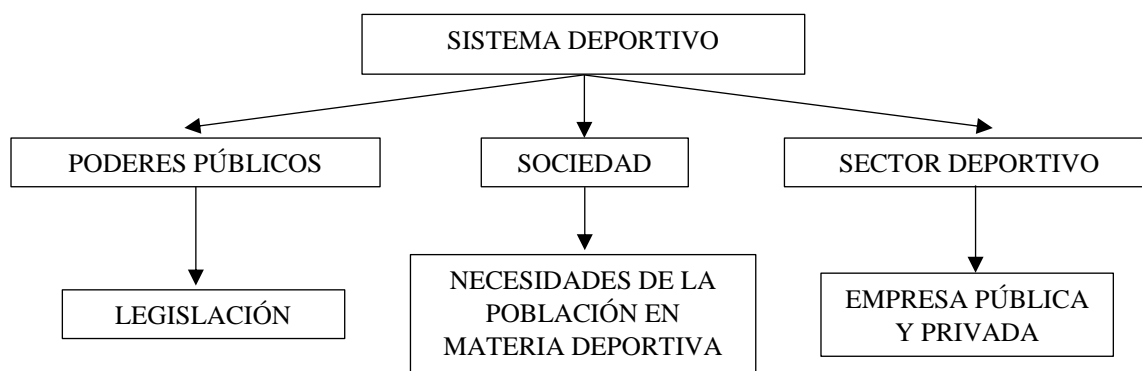 SISTEMA DEPORTIVO
PODERES PÚBLICOS
SOCIEDAD
SECTOR DEPORTIVO
LEGISLACIÓN
NECESIDADES DE LA
POBLACIÓN EN
MATERIA DEPORTIVA
EMPRESA PÚBLICA
Y PRIVADA